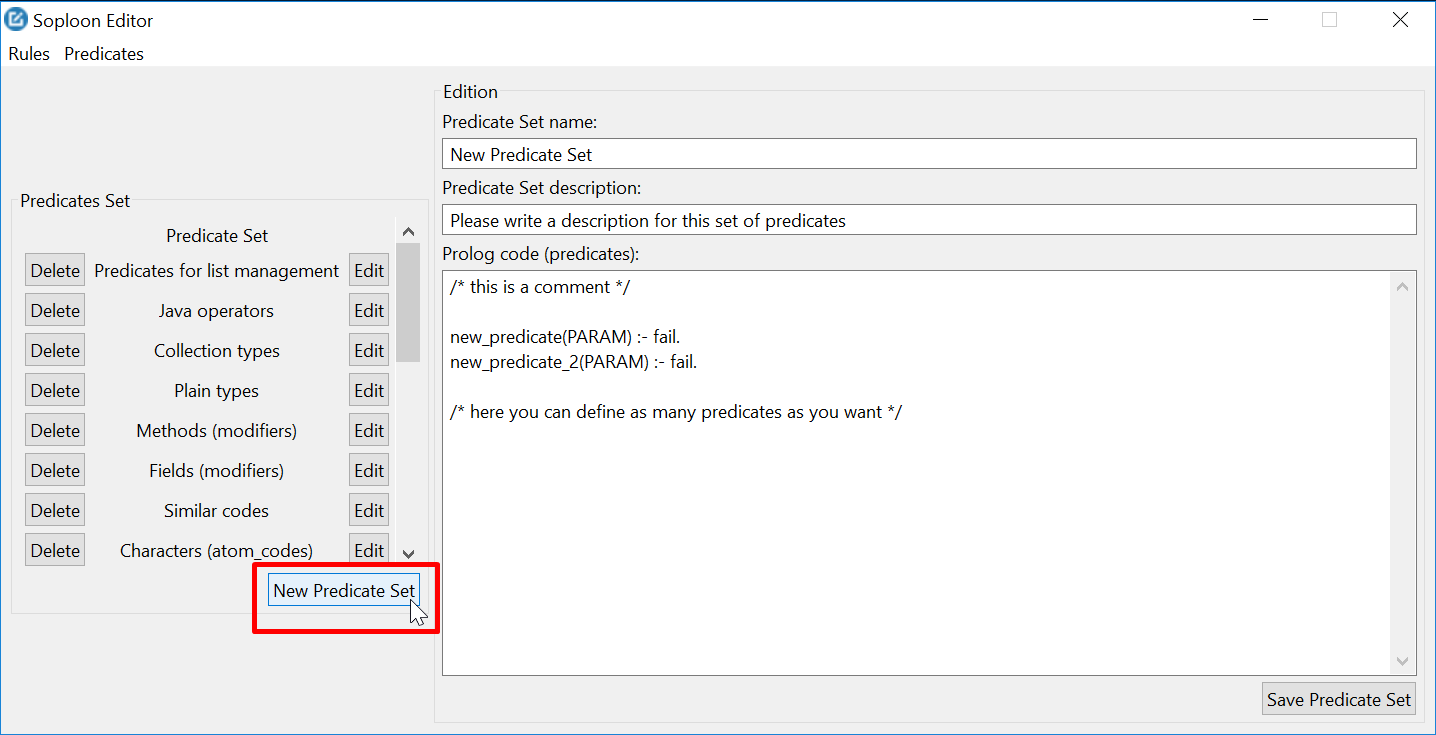 Soploon Editor
Rules Predicates
Predicates Set
Predicate Set
Delete Predicates for list management Edit
Delete Java operators Edit
Delete Collection types Edit
Delete Plain types Edit
Delete Methods (modifiers) Edit
Delete Fields (modifiers) Edit
Delete Similar codes Edit
Delete Characters (atom_codes) Edit
New Predicate Set
Edition
Predicate Set name:
New Predicate Set
Predicate Set description:
Please write a description for this set of predicates
Prolog code (predicates):
/* this is a comment */
new_predicate(PARAM) :- fail.
new_predicate_2(PARAM) :- fail.
/* here you can define as many predicates as you want */
Save Predicate Set